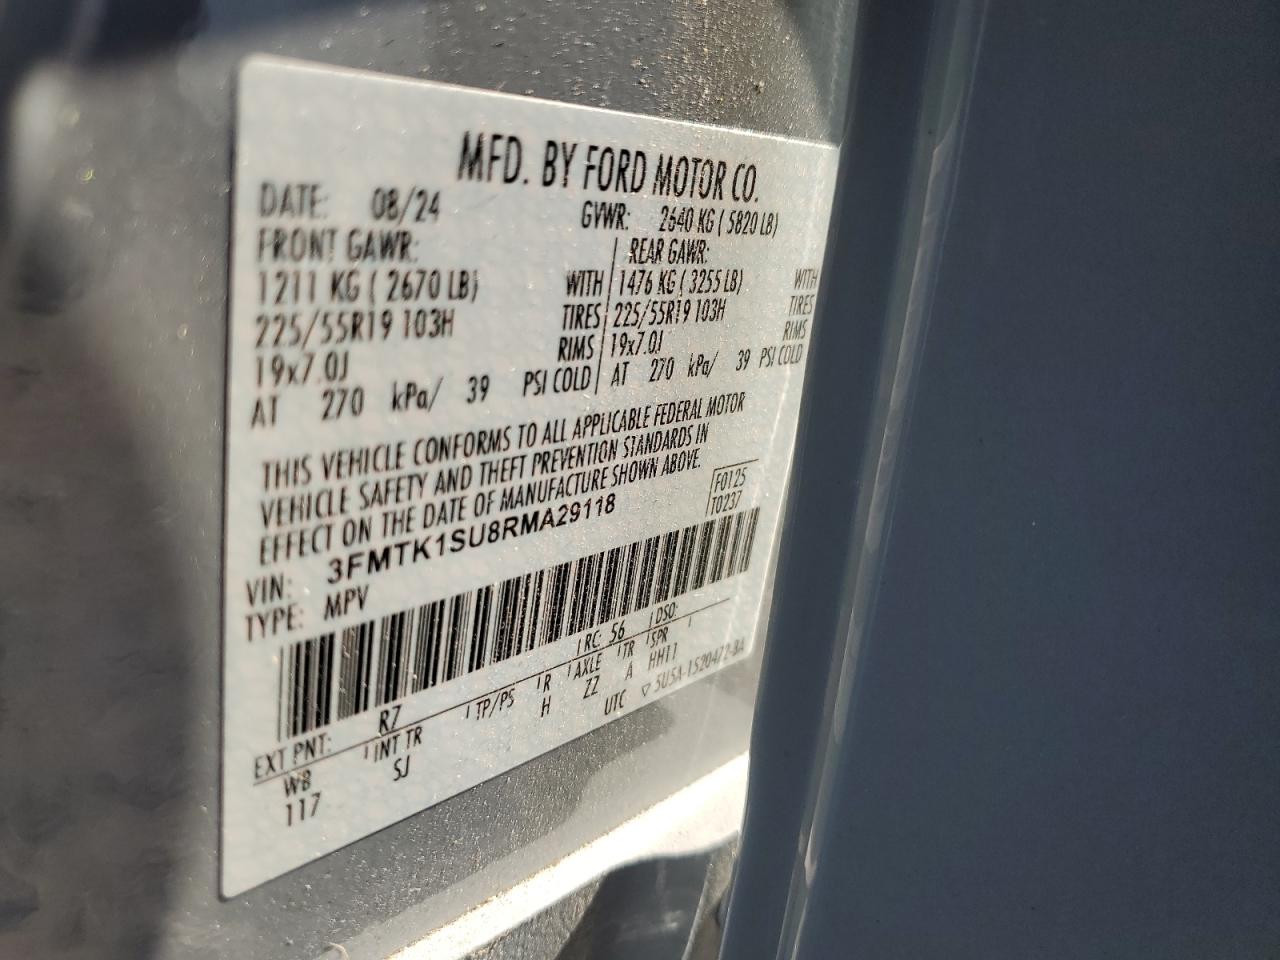 MFD. BY FORD MOTOR CO.
DATE: 08/24 GVWR: 2640 KG ( 5820 LB)
FRONT GAWR: REAR GAWR:
1211 KG ( 2670 LB) WITH 1476 KG ( 3255 LB) WITH
225/55R19 103H TIRES 225/55R19 103H TIRES
19x7.0J RIMS 19x7.0J RIMS
AT 270 kPa/ 39 PSI COLD AT 270 kPa/ 39 PSI COLD
THIS VEHICLE CONFORMS TO ALL APPLICABLE FEDERAL MOTOR
VEHICLE SAFETY AND THEFT PREVENTION STANDARDS IN
EFFECT ON THE DATE OF MANUFACTURE SHOWN ABOVE.
F0125
T0237
VIN: 3FMTK1SU8RMA29118
TYPE: MPV
EXT PNT: R7 RC: 56 DSO:
WB INT TR TP/PS R AXLE TR SPR
117 SJ H ZZ A HH11
UTC ▽ 5U5A-1520472-BA